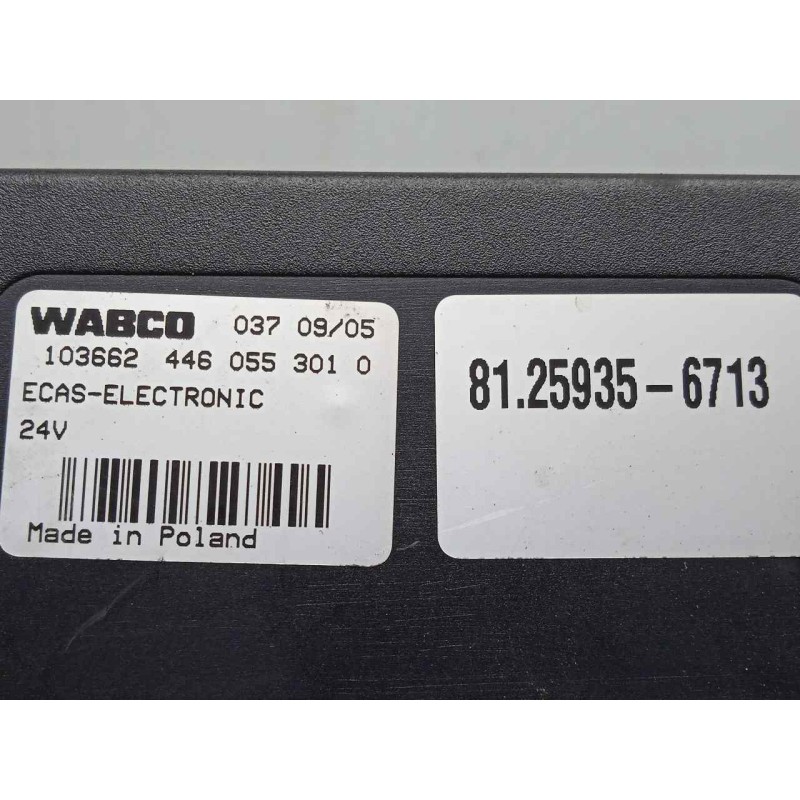 WABCO 037 09/05
103662 446 055 301 0
ECAS-ELECTRONIC
24V
Made in Poland
81.25935-6713